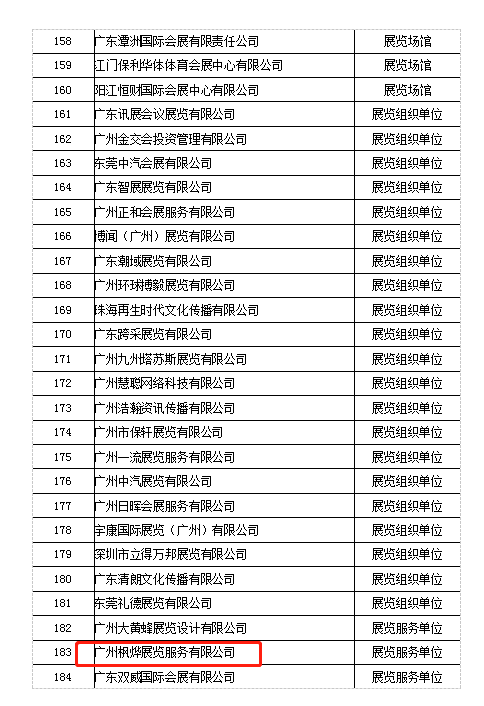 158 广东潭洲国际会展有限责任公司 展览场馆
159 江门保利华体体育会展中心有限公司 展览场馆
160 阳江恒财国际会展中心有限公司 展览场馆
161 广东讯展会议展览有限公司 展览组织单位
162 广州金交会投资管理有限公司 展览组织单位
163 东莞中汽会展有限公司 展览组织单位
164 广东智展展览有限公司 展览组织单位
165 广州正和会展服务有限公司 展览组织单位
166 博闻（广州）展览有限公司 展览组织单位
167 广东潮域展览有限公司 展览组织单位
168 广州环球搏毅展览有限公司 展览组织单位
169 珠海再生时代文化传播有限公司 展览组织单位
170 广东跨采展览有限公司 展览组织单位
171 广州九州塔苏斯展览有限公司 展览组织单位
172 广州慧聪网络科技有限公司 展览组织单位
173 广州浩瀚资讯传播有限公司 展览组织单位
174 广州市保轩展览有限公司 展览组织单位
175 广州一流展览服务有限公司 展览组织单位
176 广州中汽展览有限公司 展览组织单位
177 广州日晖会展服务有限公司 展览组织单位
178 宇康国际展览（广州）有限公司 展览组织单位
179 深圳市立得万邦展览有限公司 展览组织单位
180 广东清朗文化传播有限公司 展览组织单位
181 东莞礼德展览有限公司 展览组织单位
182 广州大黄蜂展览设计有限公司 展览服务单位
183 广州枫烨展览服务有限公司 展览服务单位
184 广东双威国际会展有限公司 展览服务单位